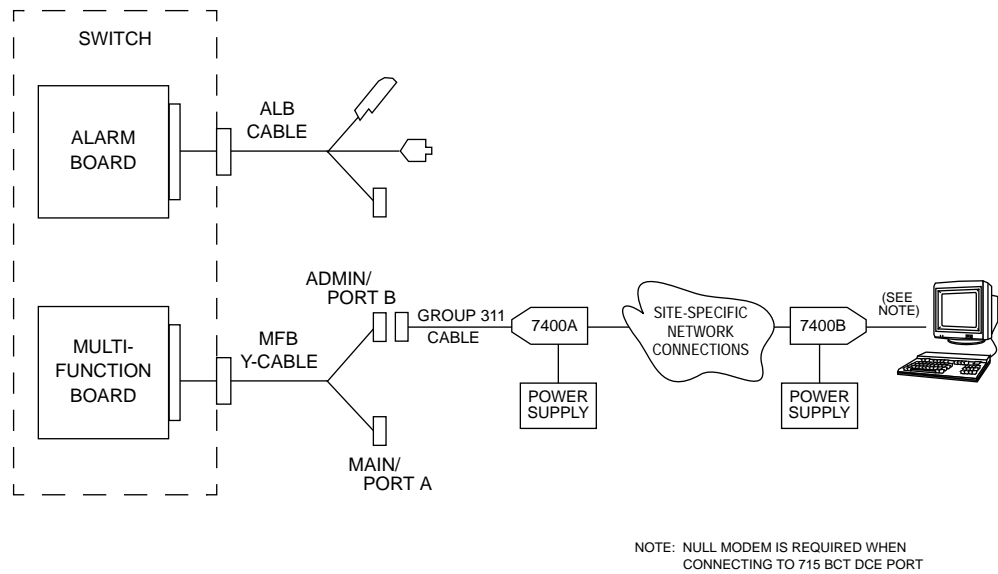 SWITCH
ALARM
BOARD
ALB
CABLE
MULTI-
FUNCTION
BOARD
MFB
Y-CABLE
ADMIN/
PORT B
MAIN/
PORT A
GROUP 311
CABLE
7400A
POWER
SUPPLY
SITE-SPECIFIC
NETWORK
CONNECTIONS
7400B
POWER
SUPPLY
(SEE
NOTE)
NOTE: NULL MODEM IS REQUIRED WHEN
CONNECTING TO 715 BCT DCE PORT